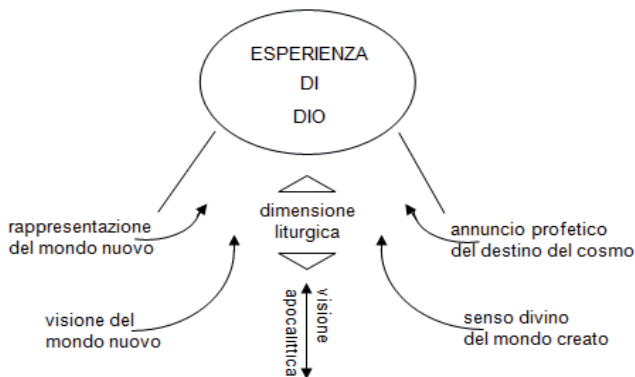 ESPERIENZA
DI
DIO
rappresentazione
del mondo nuovo
dimensione
liturgica
annuncio profetico
del destino del cosmo
visione del
mondo nuovo
visione
apocalittica
senso divino
del mondo creato